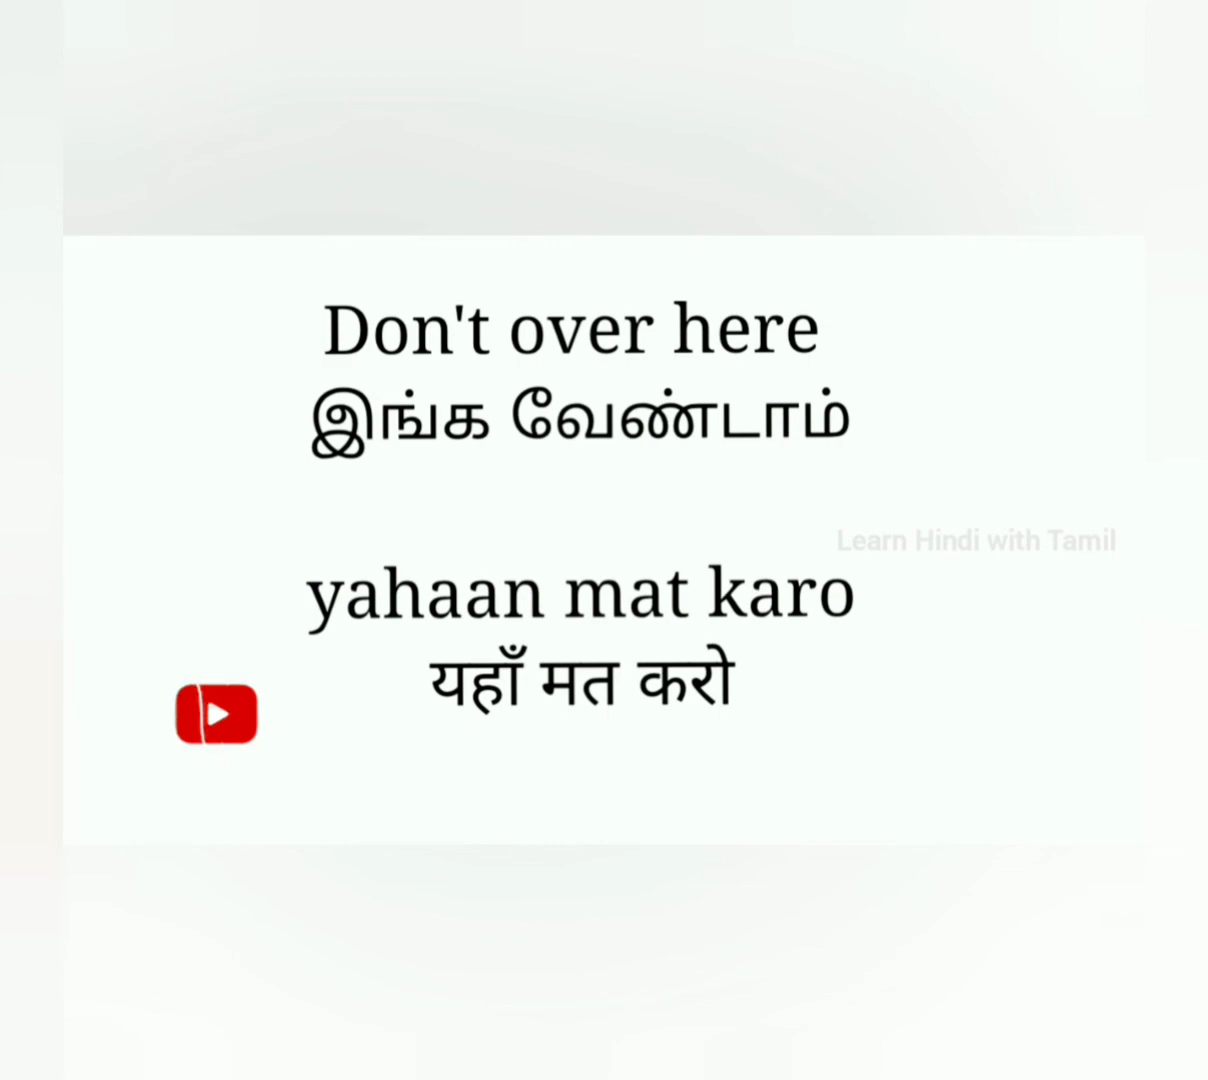 Don't over here
இங்க வேண்டாம்
Learn Hindi with Tamil
yahaan mat karo
यहाँ मत करो